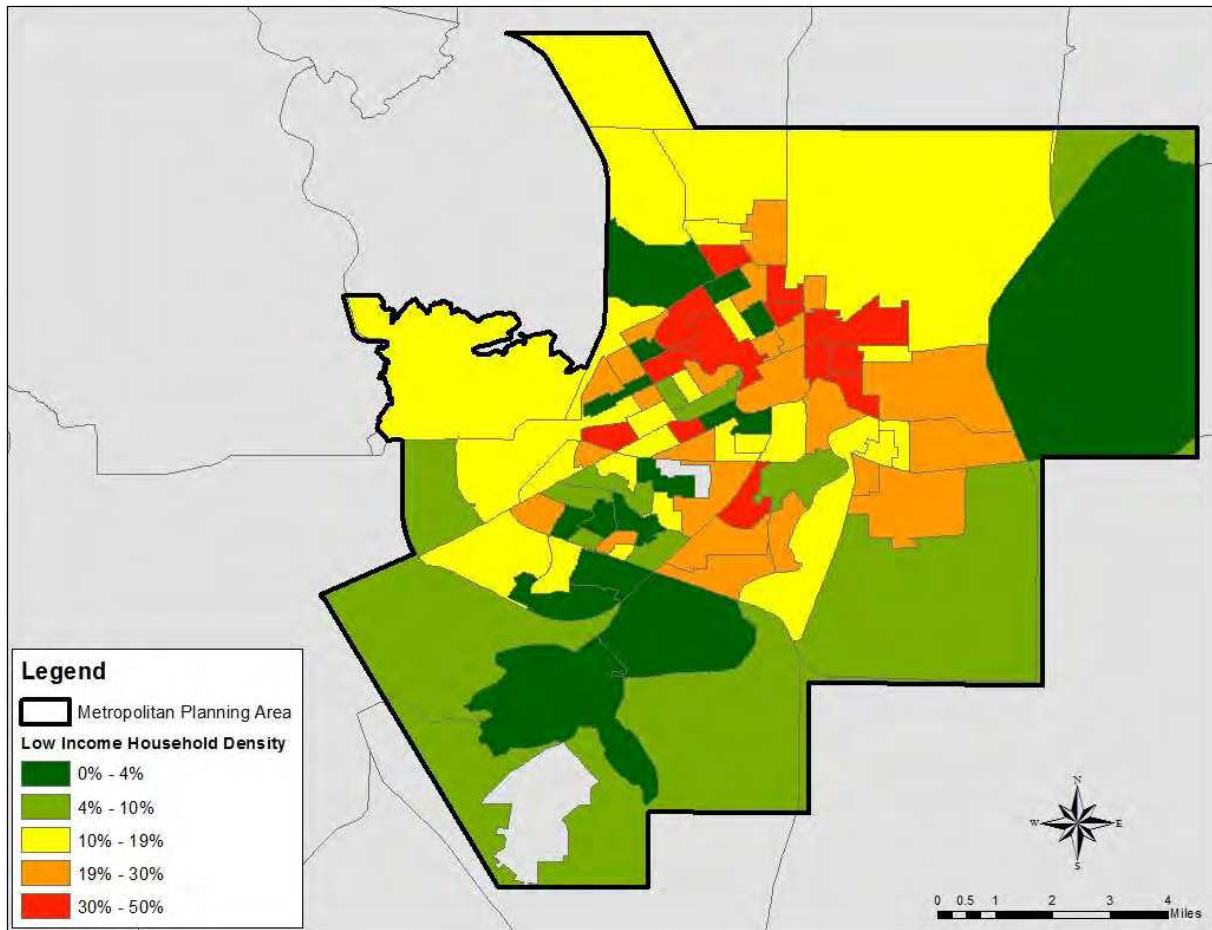 Legend
Metropolitan Planning Area
Low Income Household Density
0% - 4%
4% - 10%
10% - 19%
19% - 30%
30% - 50%
N
W E
S
0 0.5 1 2 3 4
Miles